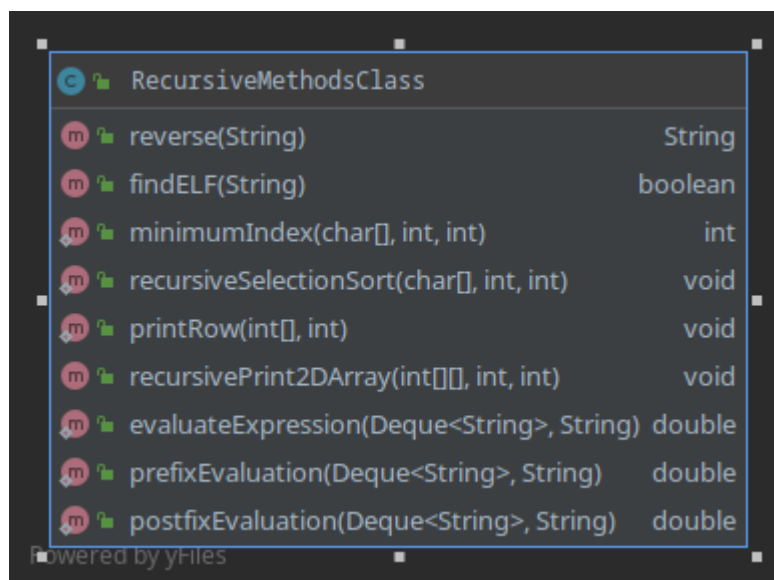 RecursiveMethodsClass
reverse(String) String
findELF(String) boolean
minimumIndex(char[], int, int) int
recursiveSelectionSort(char[], int, int) void
printRow(int[], int) void
recursivePrint2DArray(int[][], int, int) void
evaluateExpression(Deque<String>, String) double
prefixEvaluation(Deque<String>, String) double
postfixEvaluation(Deque<String>, String) double
Powered by yFiles